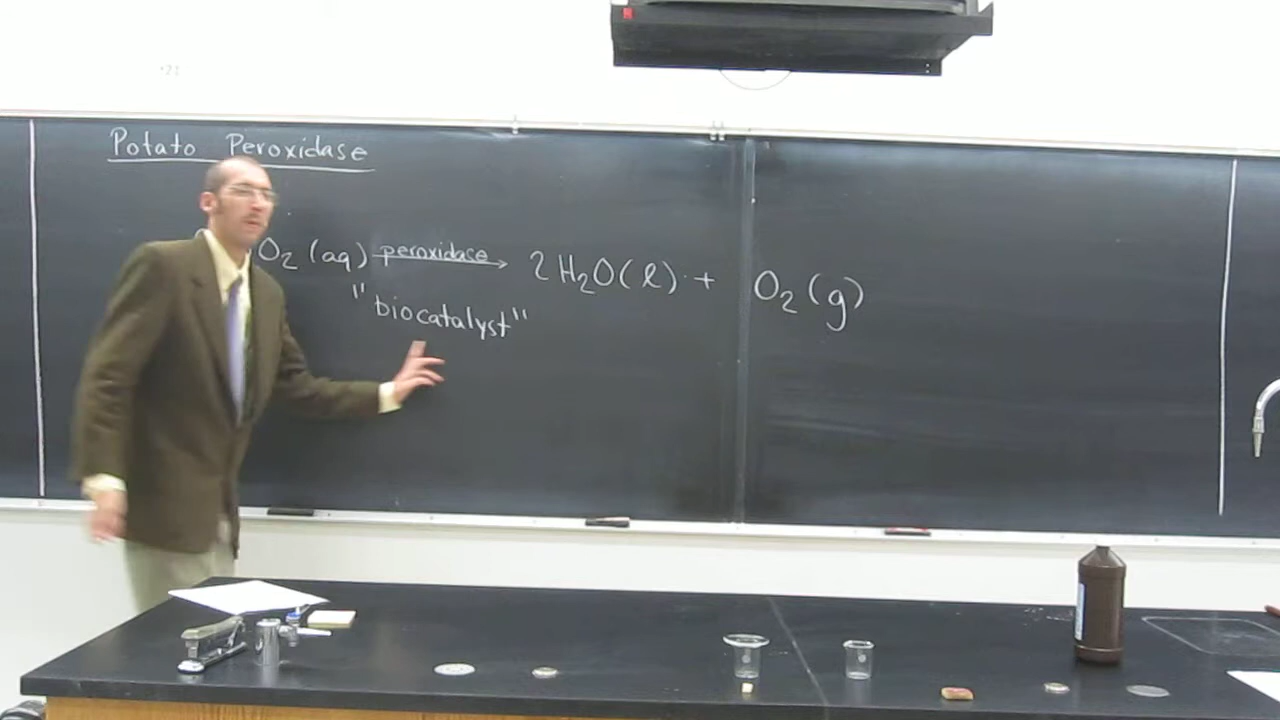 Potato Peroxidase
O₂ (aq) peroxidase → 2 H₂O(ℓ) + O₂ (g)
"biocatalyst"